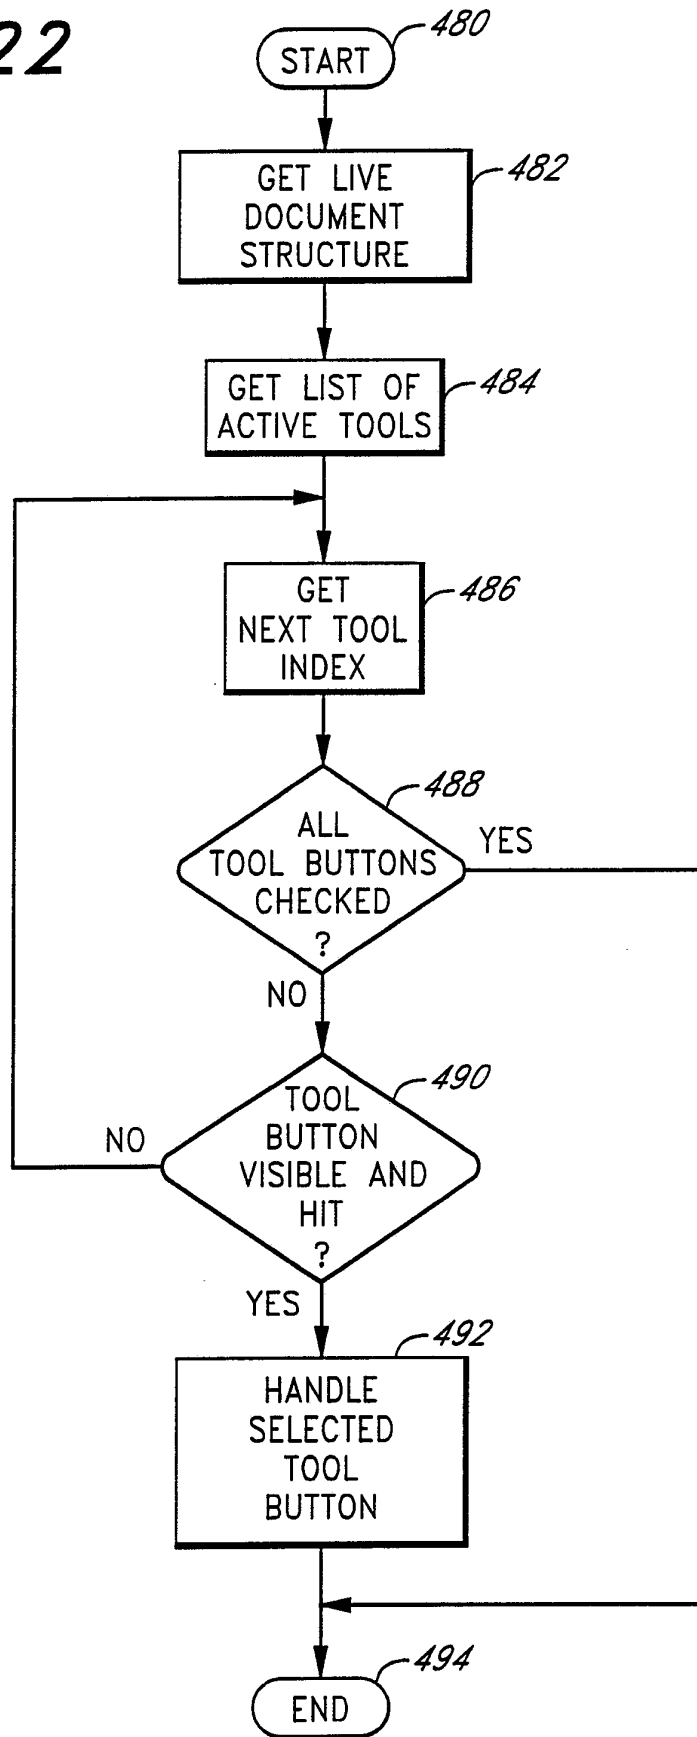 22
480
START
482
GET LIVE
DOCUMENT
STRUCTURE
484
GET LIST OF
ACTIVE TOOLS
486
GET
NEXT TOOL
INDEX
488
ALL
TOOL BUTTONS
CHECKED
?
YES
NO
490
TOOL
BUTTON
VISIBLE AND
HIT
?
NO
YES
492
HANDLE
SELECTED
TOOL
BUTTON
494
END